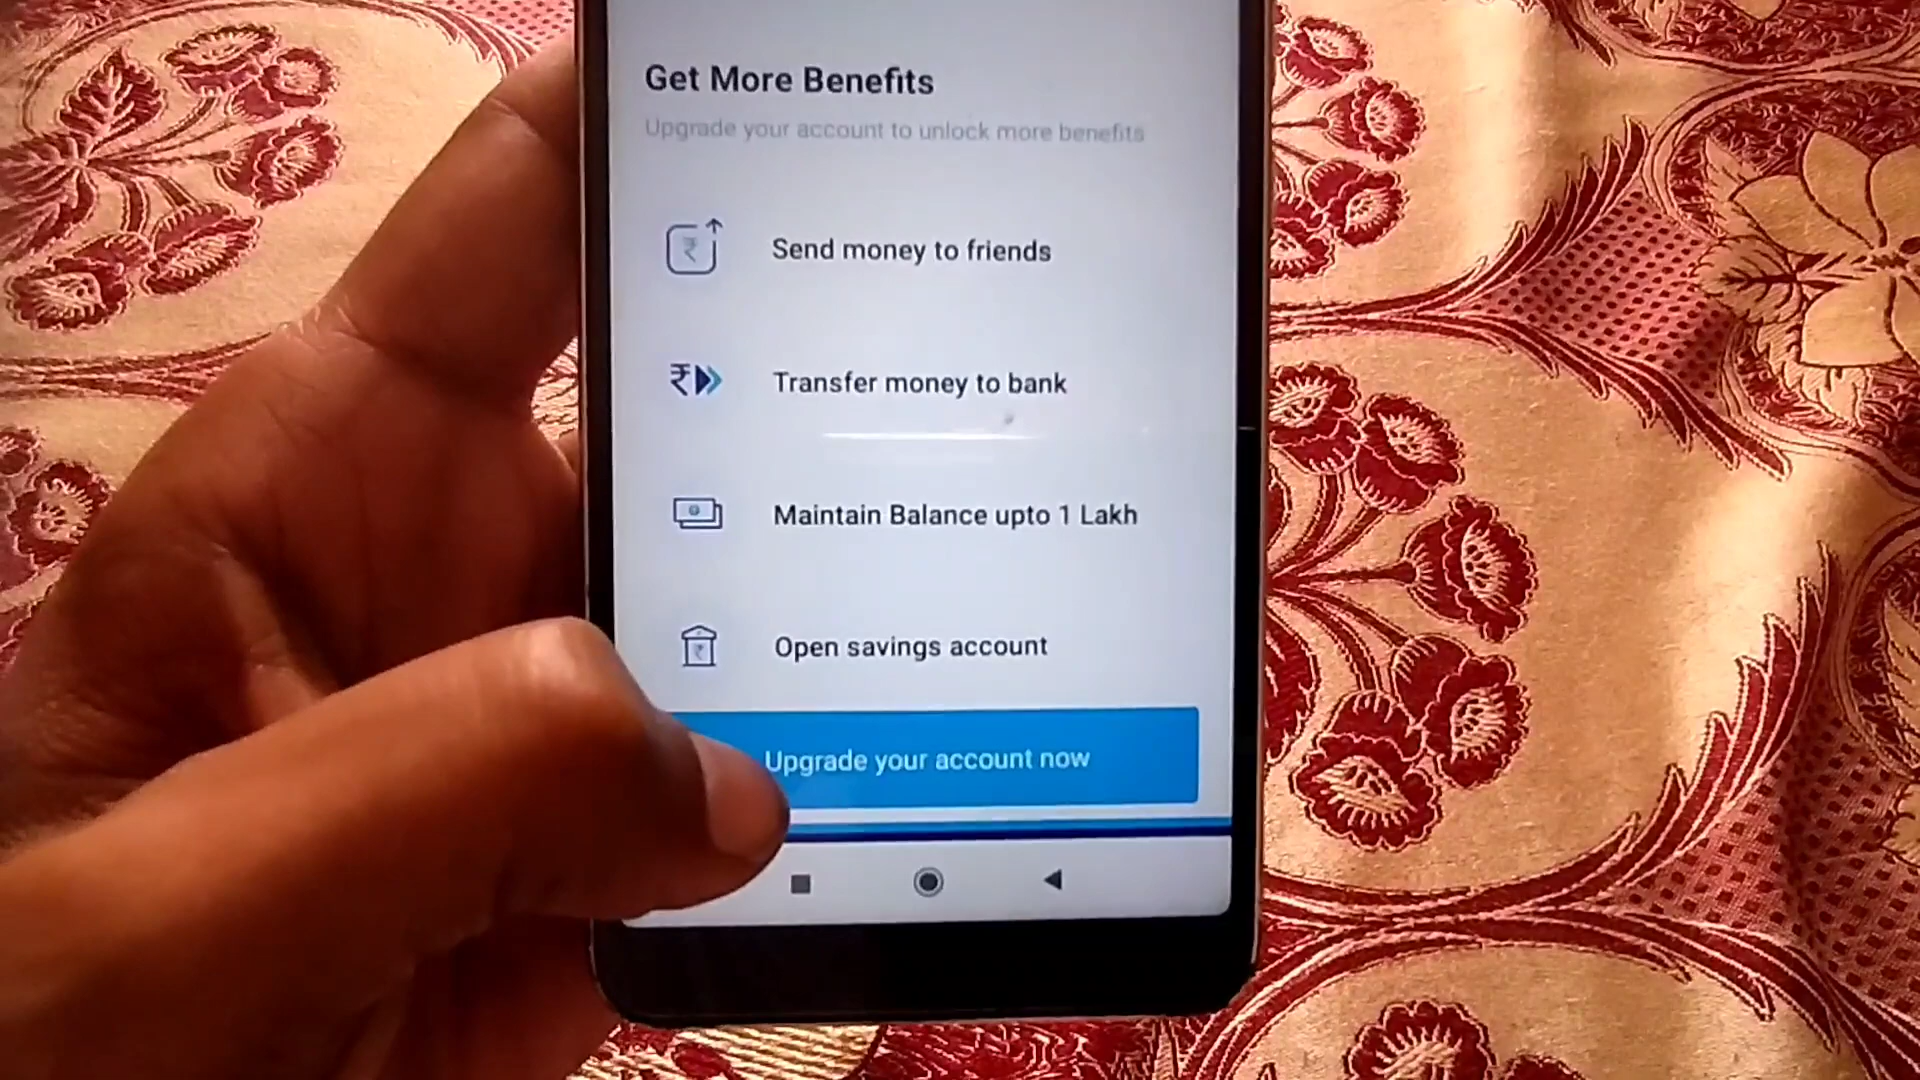 Get More Benefits
Upgrade your account to unlock more benefits
Send money to friends
Transfer money to bank
Maintain Balance upto 1 Lakh
Open savings account
Upgrade your account now